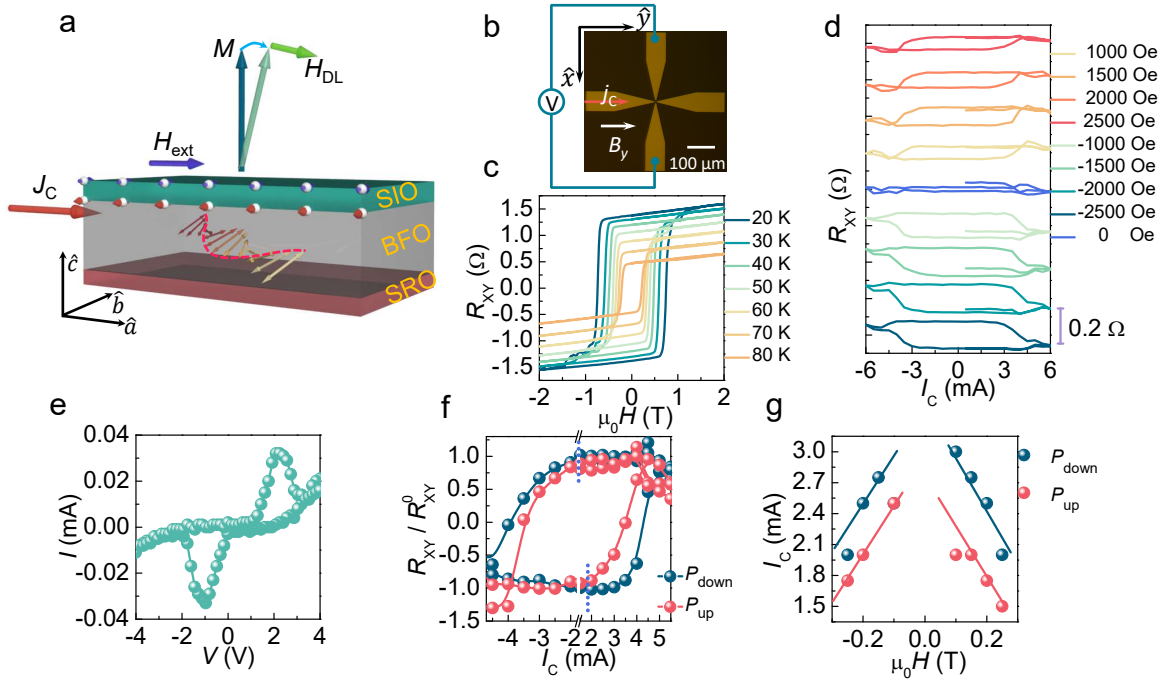 a
M
H_DL
H_ext
J_C
SIO
BFO
SRO
ĉ
b̂
â
b
ŷ
x̂
V
j_C
B_y
100 μm
c
R_XY (Ω)
1.5
1.0
0.5
0.0
-0.5
-1.0
-1.5
-2 -1 0 1 2
μ₀H (T)
20 K
30 K
40 K
50 K
60 K
70 K
80 K
d
R_XY (Ω)
-6 -3 0 3 6
I_C (mA)
1000 Oe
1500 Oe
2000 Oe
2500 Oe
-1000 Oe
-1500 Oe
-2000 Oe
-2500 Oe
0 Oe
0.2 Ω
e
I (mA)
0.04
0.02
0.00
-0.02
-0.04
-4 -2 0 2 4
V (V)
f
R_XY / R⁰_XY
1.0
0.5
0.0
-0.5
-1.0
-1.5
-4 -3 -2 2 3 4 5
I_C (mA)
P_down
P_up
g
I_C (mA)
3.0
2.7
2.4
2.1
1.8
1.5
-0.2 0.0 0.2
μ₀H (T)
P_down
P_up